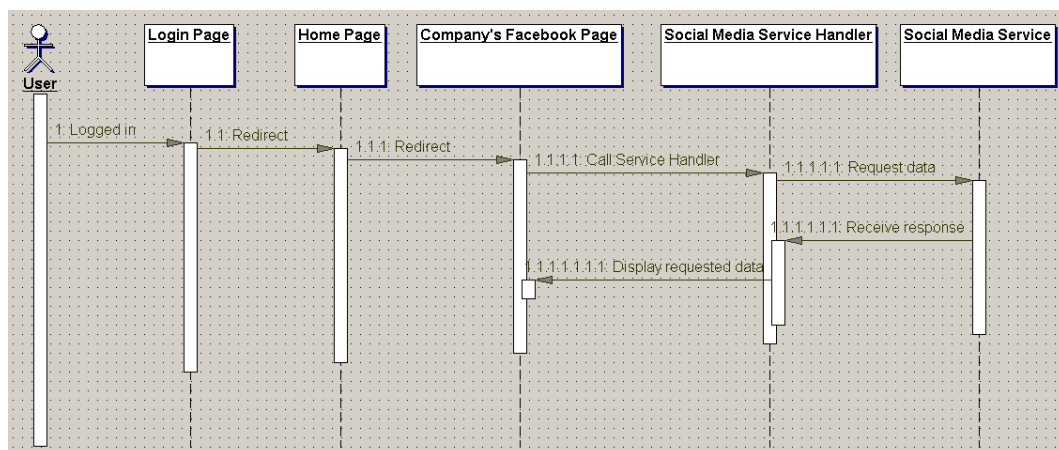 Login Page
Home Page
Company's Facebook Page
Social Media Service Handler
Social Media Service
User
1: Logged in
1.1: Redirect
1.1.1: Redirect
1.1.1.1: Call Service Handler
1.1.1.1.1: Request data
1.1.1.1.1.1: Receive response
1.1.1.1.1.1.1: Display requested data